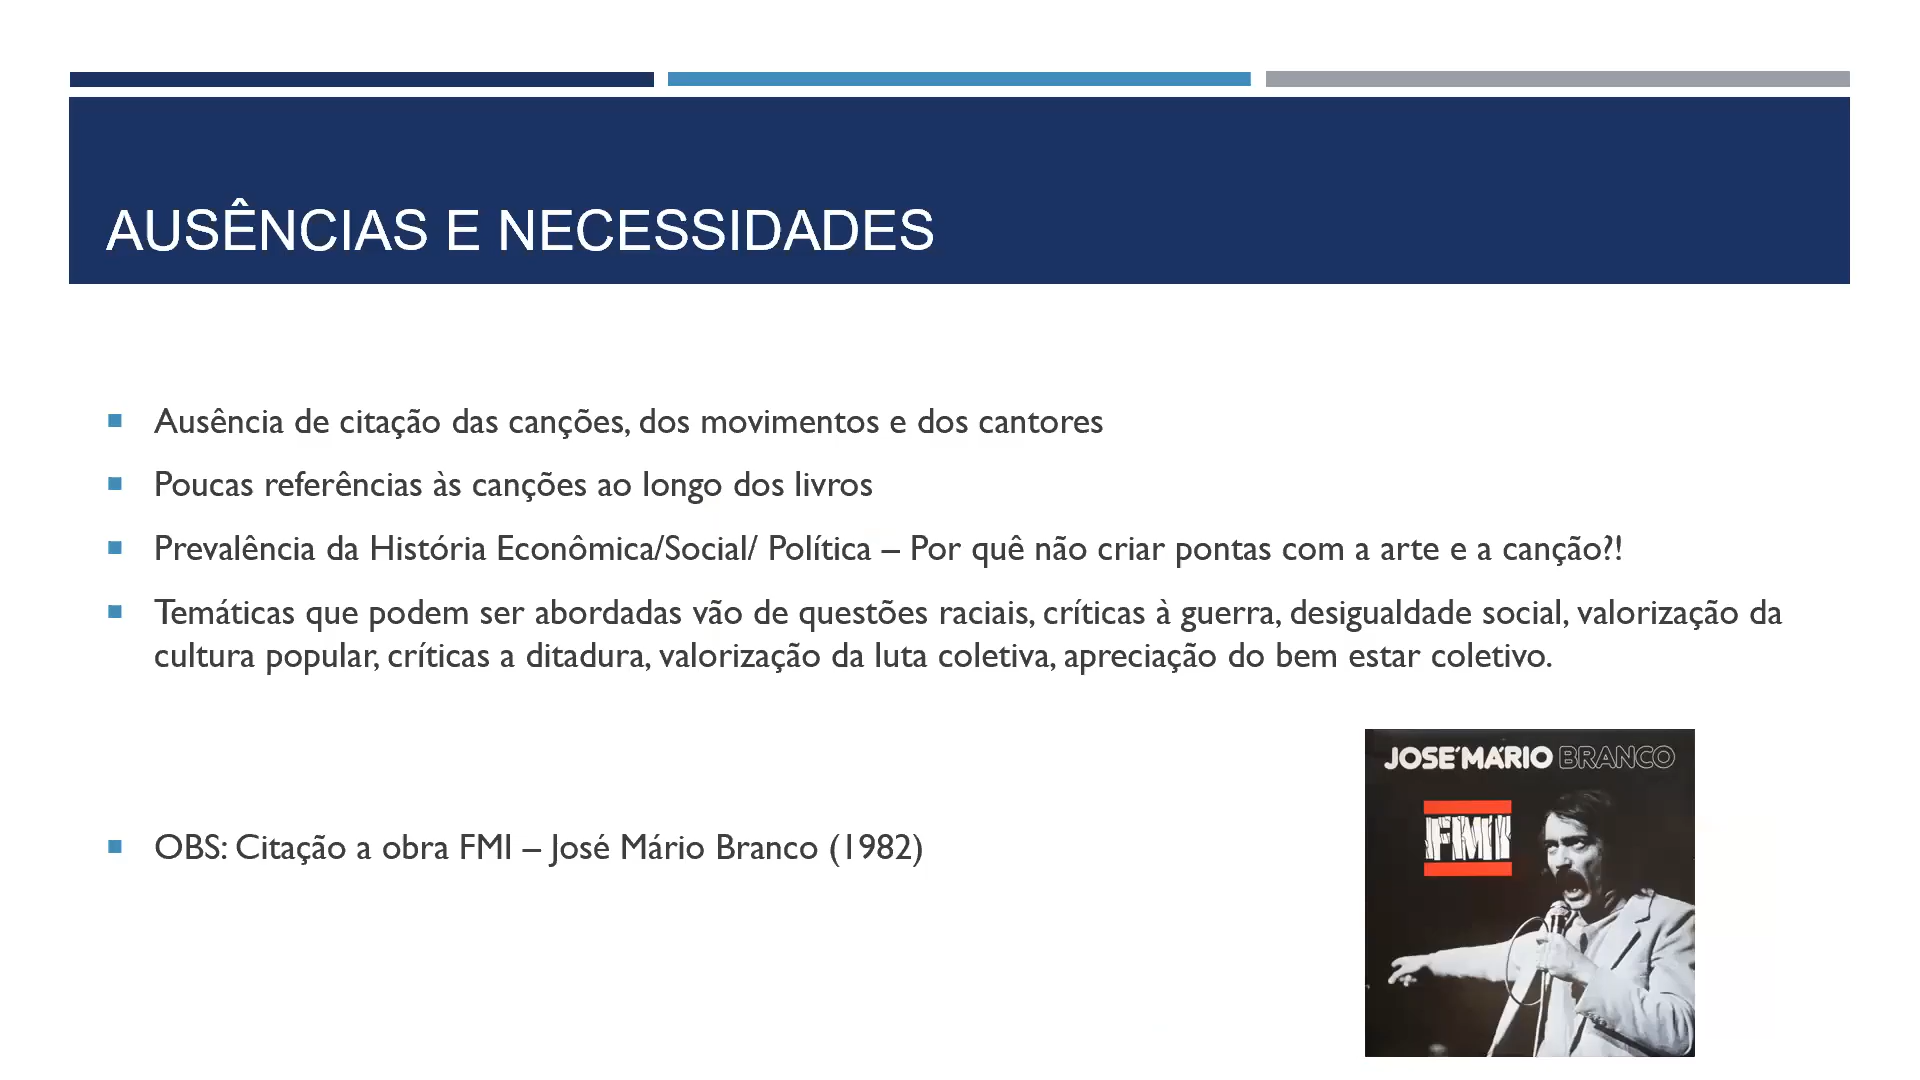 AUSÊNCIAS E NECESSIDADES
Ausência de citação das canções, dos movimentos e dos cantores
Poucas referências às canções ao longo dos livros
Prevalência da História Econômica/Social/ Política – Por quê não criar pontas com a arte e a canção?!
Temáticas que podem ser abordadas vão de questões raciais, críticas à guerra, desigualdade social, valorização da
cultura popular, críticas a ditadura, valorização da luta coletiva, apreciação do bem estar coletivo.
JOSÉ MÁRIO BRANCO
FMI
OBS: Citação a obra FMI – José Mário Branco (1982)